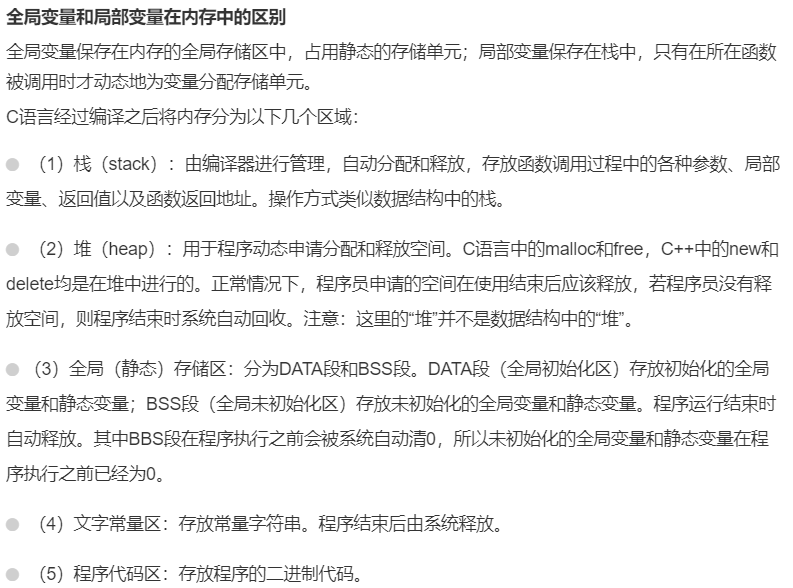 全局变量和局部变量在内存中的区别
全局变量保存在内存的全局存储区中，占用静态的存储单元；局部变量保存在栈中，只有在所在函数
被调用时才动态地为变量分配存储单元。
C语言经过编译之后将内存分为以下几个区域：
（1）栈（stack）：由编译器进行管理，自动分配和释放，存放函数调用过程中的各种参数、局部
变量、返回值以及函数返回地址。操作方式类似数据结构中的栈。
（2）堆（heap）：用于程序动态申请分配和释放空间。C语言中的malloc和free，C++中的new和
delete均是在堆中进行的。正常情况下，程序员申请的空间在使用结束后应该释放，若程序员没有释
放空间，则程序结束时系统自动回收。注意：这里的“堆”并不是数据结构中的“堆”。
（3）全局（静态）存储区：分为DATA段和BSS段。DATA段（全局初始化区）存放初始化的全局
变量和静态变量；BSS段（全局未初始化区）存放未初始化的全局变量和静态变量。程序运行结束时
自动释放。其中BBS段在程序执行之前会被系统自动清0，所以未初始化的全局变量和静态变量在程
序执行之前已经为0。
（4）文字常量区：存放常量字符串。程序结束后由系统释放。
（5）程序代码区：存放程序的二进制代码。